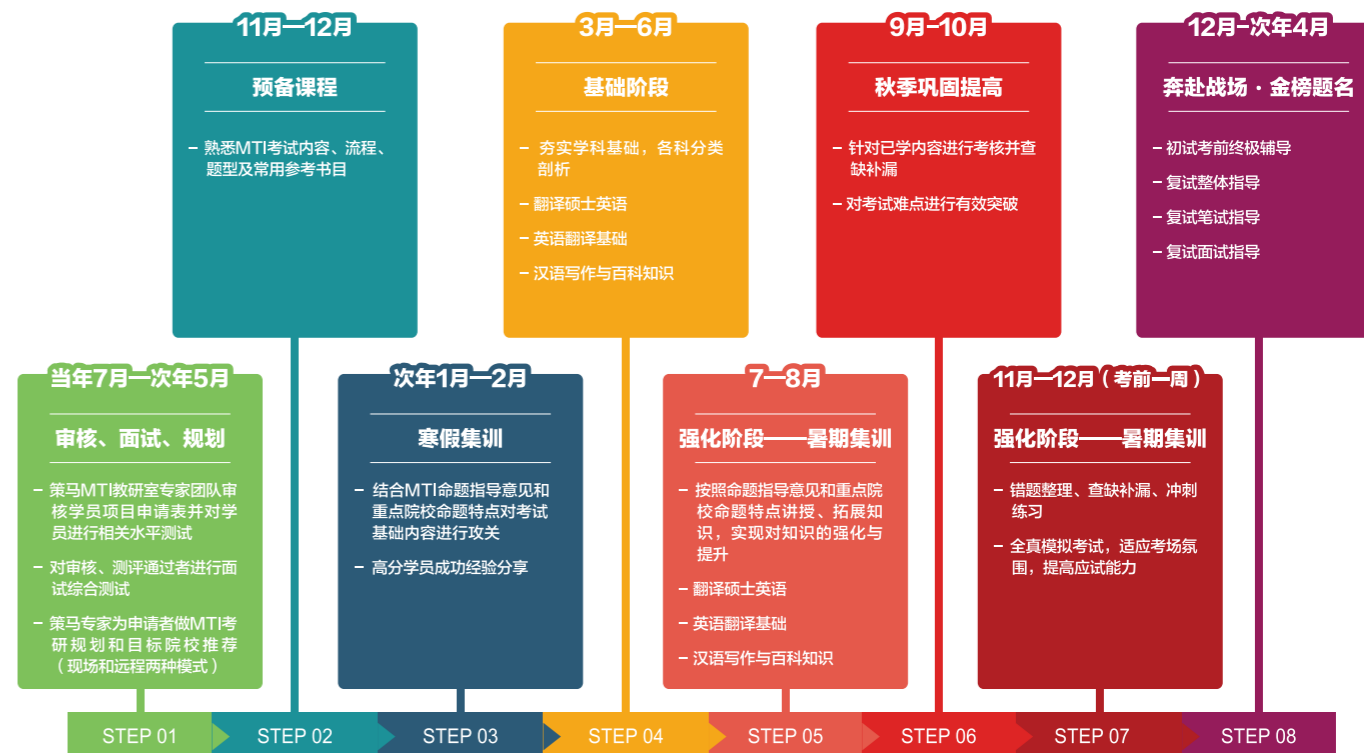 11月—12月
预备课程
– 熟悉MTI考试内容、流程、
题型及常用参考书目
3月—6月
基础阶段
– 夯实学科基础，各科分类
剖析
– 翻译硕士英语
– 英语翻译基础
– 汉语写作与百科知识
9月-10月
秋季巩固提高
– 针对已学内容进行考核并查
缺补漏
– 对考试难点进行有效突破
12月-次年4月
奔赴战场·金榜题名
– 初试考前终极辅导
– 复试整体指导
– 复试笔试指导
– 复试面试指导
当年7月—次年5月
审核、面试、规划
– 策马MTI教研室专家团队审
核学员项目申请表并对学
员进行相关水平测试
– 对审核、测评通过者进行面
试综合测试
– 策马专家为申请者做MTI考
研规划和目标院校推荐
（现场和远程两种模式）
次年1月—2月
寒假集训
– 结合MTI命题指导意见和
重点院校命题特点对考试
基础内容进行攻关
– 高分学员成功经验分享
7—8月
强化阶段——暑期集训
– 按照命题指导意见和重点院
校命题特点讲授、拓展知
识，实现对知识的强化与
提升
– 翻译硕士英语
– 英语翻译基础
– 汉语写作与百科知识
11月—12月（考前一周）
强化阶段——暑期集训
– 错题整理、查缺补漏、冲刺
练习
– 全真模拟考试，适应考场氛
围，提高应试能力
STEP 01
STEP 02
STEP 03
STEP 04
STEP 05
STEP 06
STEP 07
STEP 08